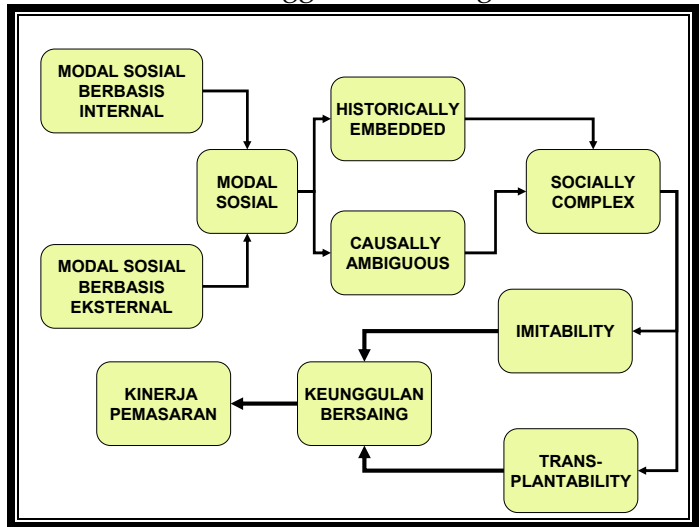 MODAL SOSIAL
BERBASIS
INTERNAL
HISTORICALLY
EMBEDDED
MODAL
SOSIAL
SOCIALLY
COMPLEX
MODAL SOSIAL
BERBASIS
EKSTERNAL
CAUSALLY
AMBIGUOUS
IMITABILITY
KINERJA
PEMASARAN
KEUNGGULAN
BERSAING
TRANS-
PLANTABILITY